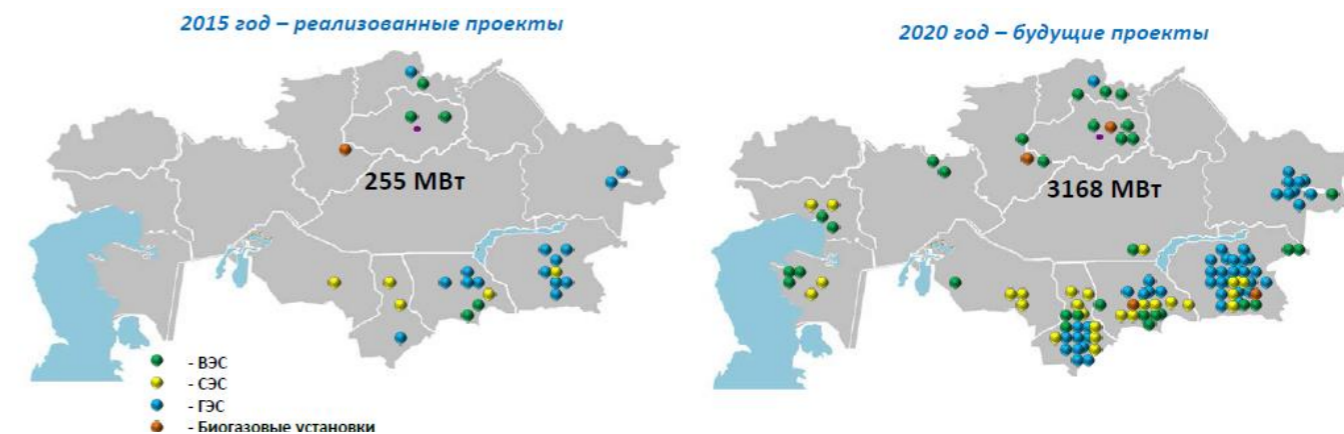 2015 год – реализованные проекты
2020 год – будущие проекты
255 МВт
3168 МВт
- ВЭС
- СЭС
- ГЭС
- Биогазовые установки